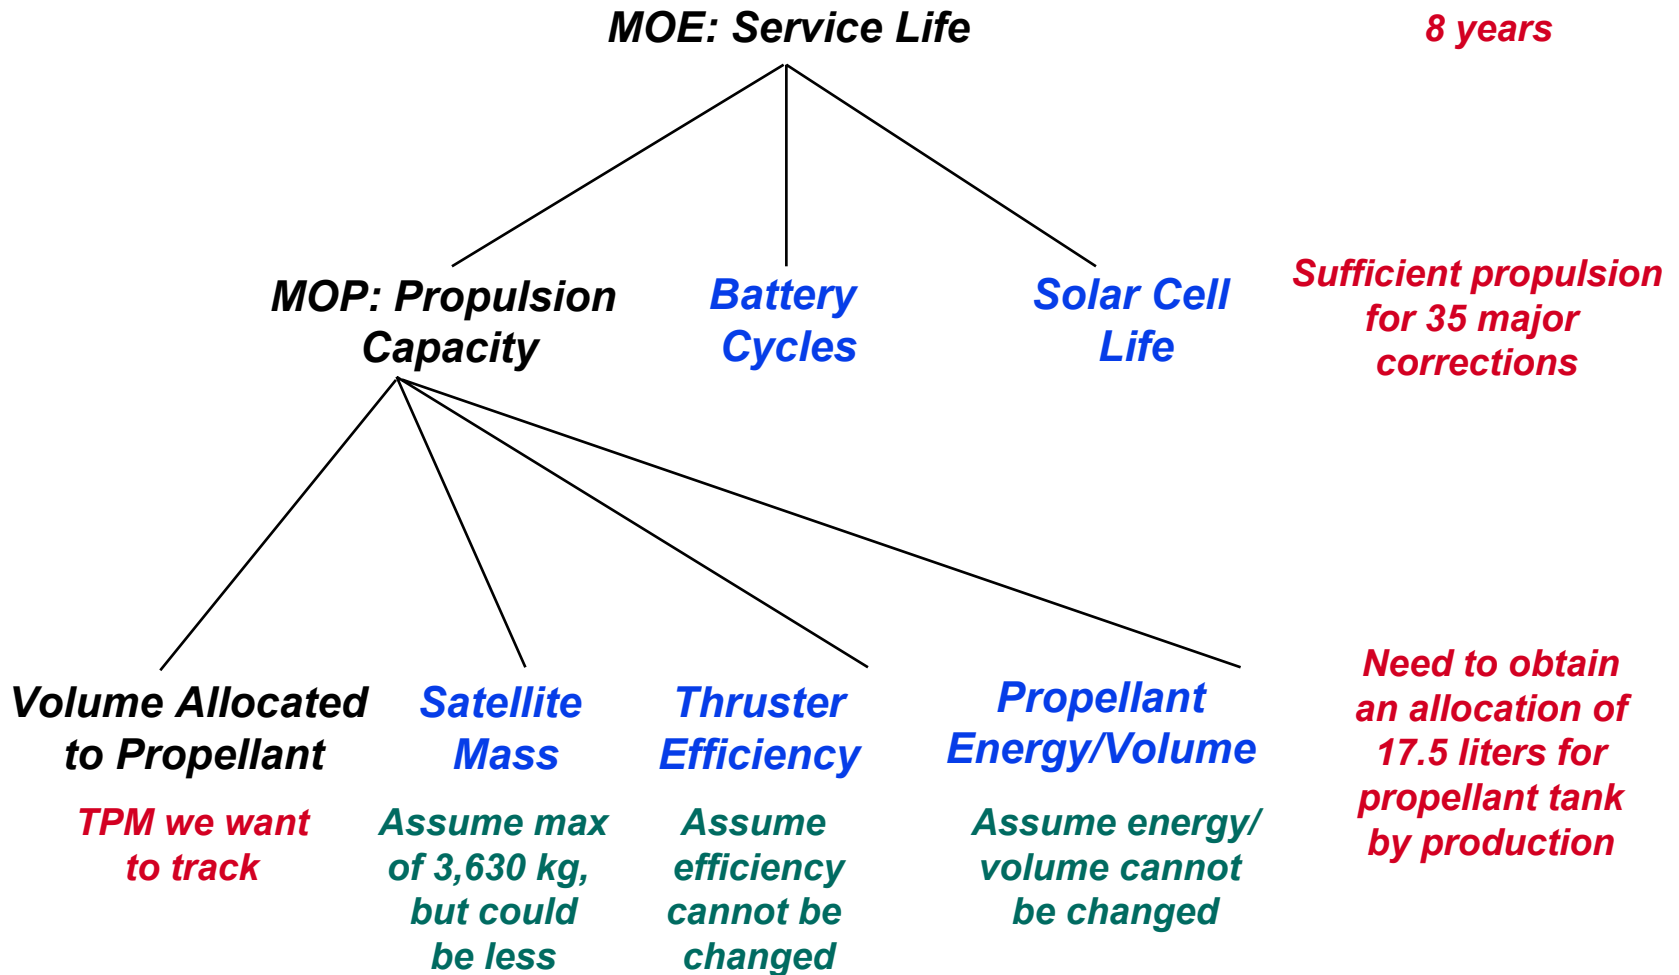 MOE: Service Life
8 years
MOP: Propulsion
Capacity
Battery
Cycles
Solar Cell
Life
Sufficient propulsion
for 35 major
corrections
Volume Allocated
to Propellant
TPM we want
to track
Satellite
Mass
Assume max
of 3,630 kg,
but could
be less
Thruster
Efficiency
Assume
efficiency
cannot be
changed
Propellant
Energy/Volume
Assume energy/
volume cannot
be changed
Need to obtain
an allocation of
17.5 liters for
propellant tank
by production